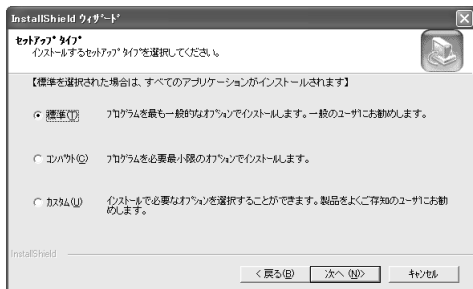 InstallShield ウィザード
セットアップ タイプ
インストールするセットアップ タイプを選択してください。
【標準を選択された場合は、すべてのアプリケーションがインストールされます】
標準(T)
プログラムを最も一般的なオプションでインストールします。一般のユーザにお勧めします。
コンパクト(C)
プログラムを必要最小限のオプションでインストールします。
カスタム(U)
インストールで必要なオプションを選択することができます。製品をよくご存知のユーザにお勧
めします。
InstallShield
< 戻る(B)
次へ (N)>
キャンセル